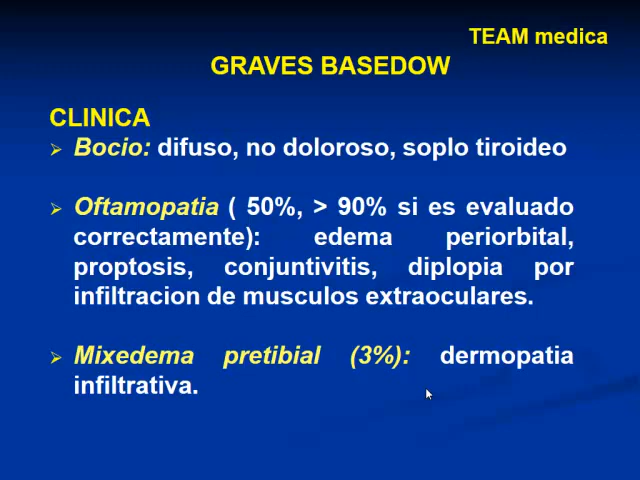 TEAM medica
GRAVES BASEDOW
CLINICA
Bocio: difuso, no doloroso, soplo tiroideo
Oftamopatia ( 50%, > 90% si es evaluado
correctamente): edema periorbital,
proptosis, conjuntivitis, diplopia por
infiltracion de musculos extraoculares.
Mixedema pretibial (3%): dermopatia
infiltrativa.